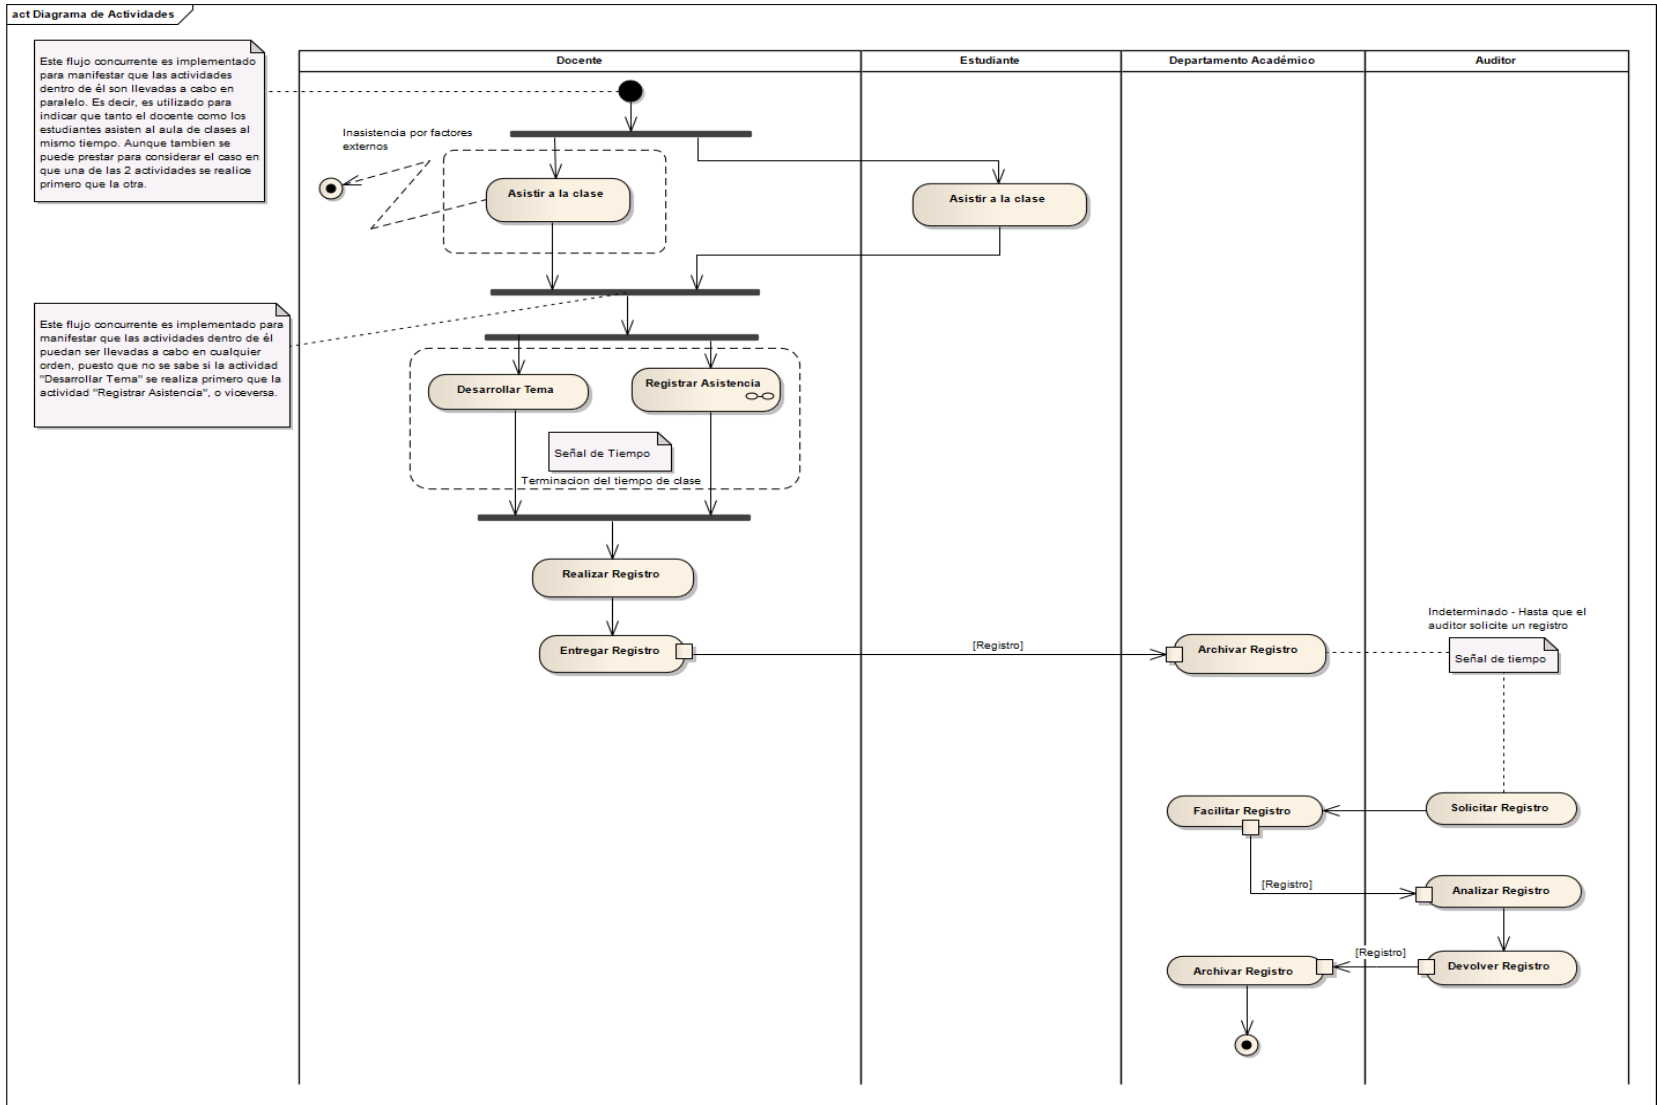 act Diagrama de Actividades
Este flujo concurrente es implementado
para manifestar que las actividades
dentro de él son llevadas a cabo en
paralelo. Es decir, es utilizado para
indicar que tanto el docente como los
estudiantes asisten al aula de clases al
mismo tiempo. Aunque tambien se
puede prestar para considerar el caso en
que una de las 2 actividades se realice
primero que la otra.
Docente
Estudiante
Departamento Académico
Auditor
Inasistencia por factores
externos
Asistir a la clase
Asistir a la clase
Este flujo concurrente es implementado para
manifestar que las actividades dentro de él
puedan ser llevadas a cabo en cualquier
orden, puesto que no se sabe si la actividad
"Desarrollar Tema" se realiza primero que la
actividad "Registrar Asistencia", o viceversa.
Desarrollar Tema
Registrar Asistencia
Señal de Tiempo
Terminacion del tiempo de clase
Realizar Registro
Entregar Registro
[Registro]
Archivar Registro
Indeterminado - Hasta que el
auditor solicite un registro
Señal de tiempo
Facilitar Registro
Solicitar Registro
[Registro]
Analizar Registro
[Registro]
Archivar Registro
Devolver Registro